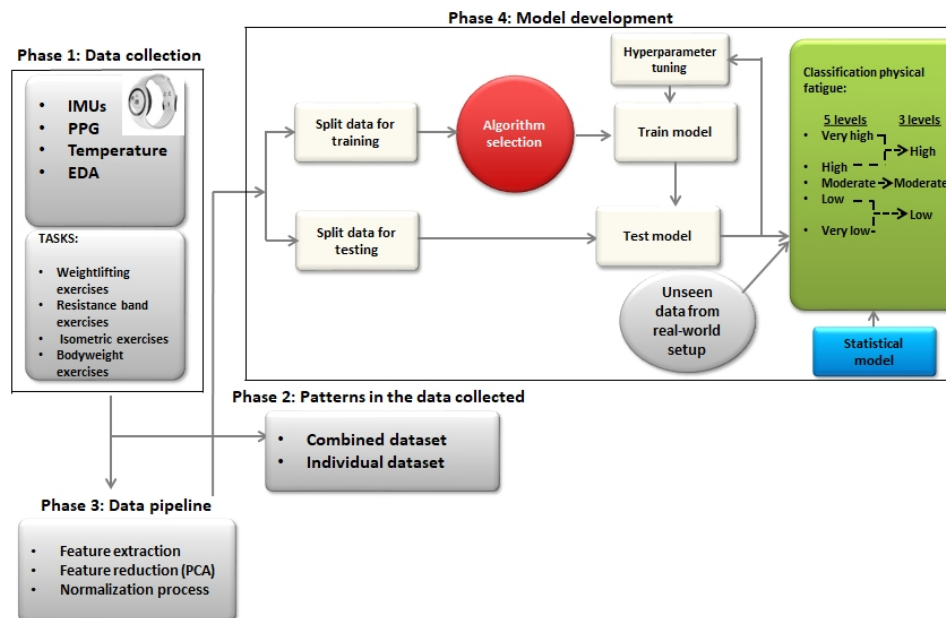 Phase 4: Model development
Phase 1: Data collection
• IMUs
• PPG
• Temperature
• EDA
TASKS:
• Weightlifting
exercises
• Resistance band
exercises
• Isometric exercises
• Bodyweight
exercises
Split data for
training
Algorithm
selection
Hyperparameter
tuning
Train model
Split data for
testing
Test model
Unseen
data from
real-world
setup
Classification physical
fatigue:
5 levels 3 levels
• Very high
High
• High
• Moderate Moderate
• Low
Low
• Very low
Statistical
model
Phase 2: Patterns in the data collected
• Combined dataset
• Individual dataset
Phase 3: Data pipeline
• Feature extraction
• Feature reduction (PCA)
• Normalization process